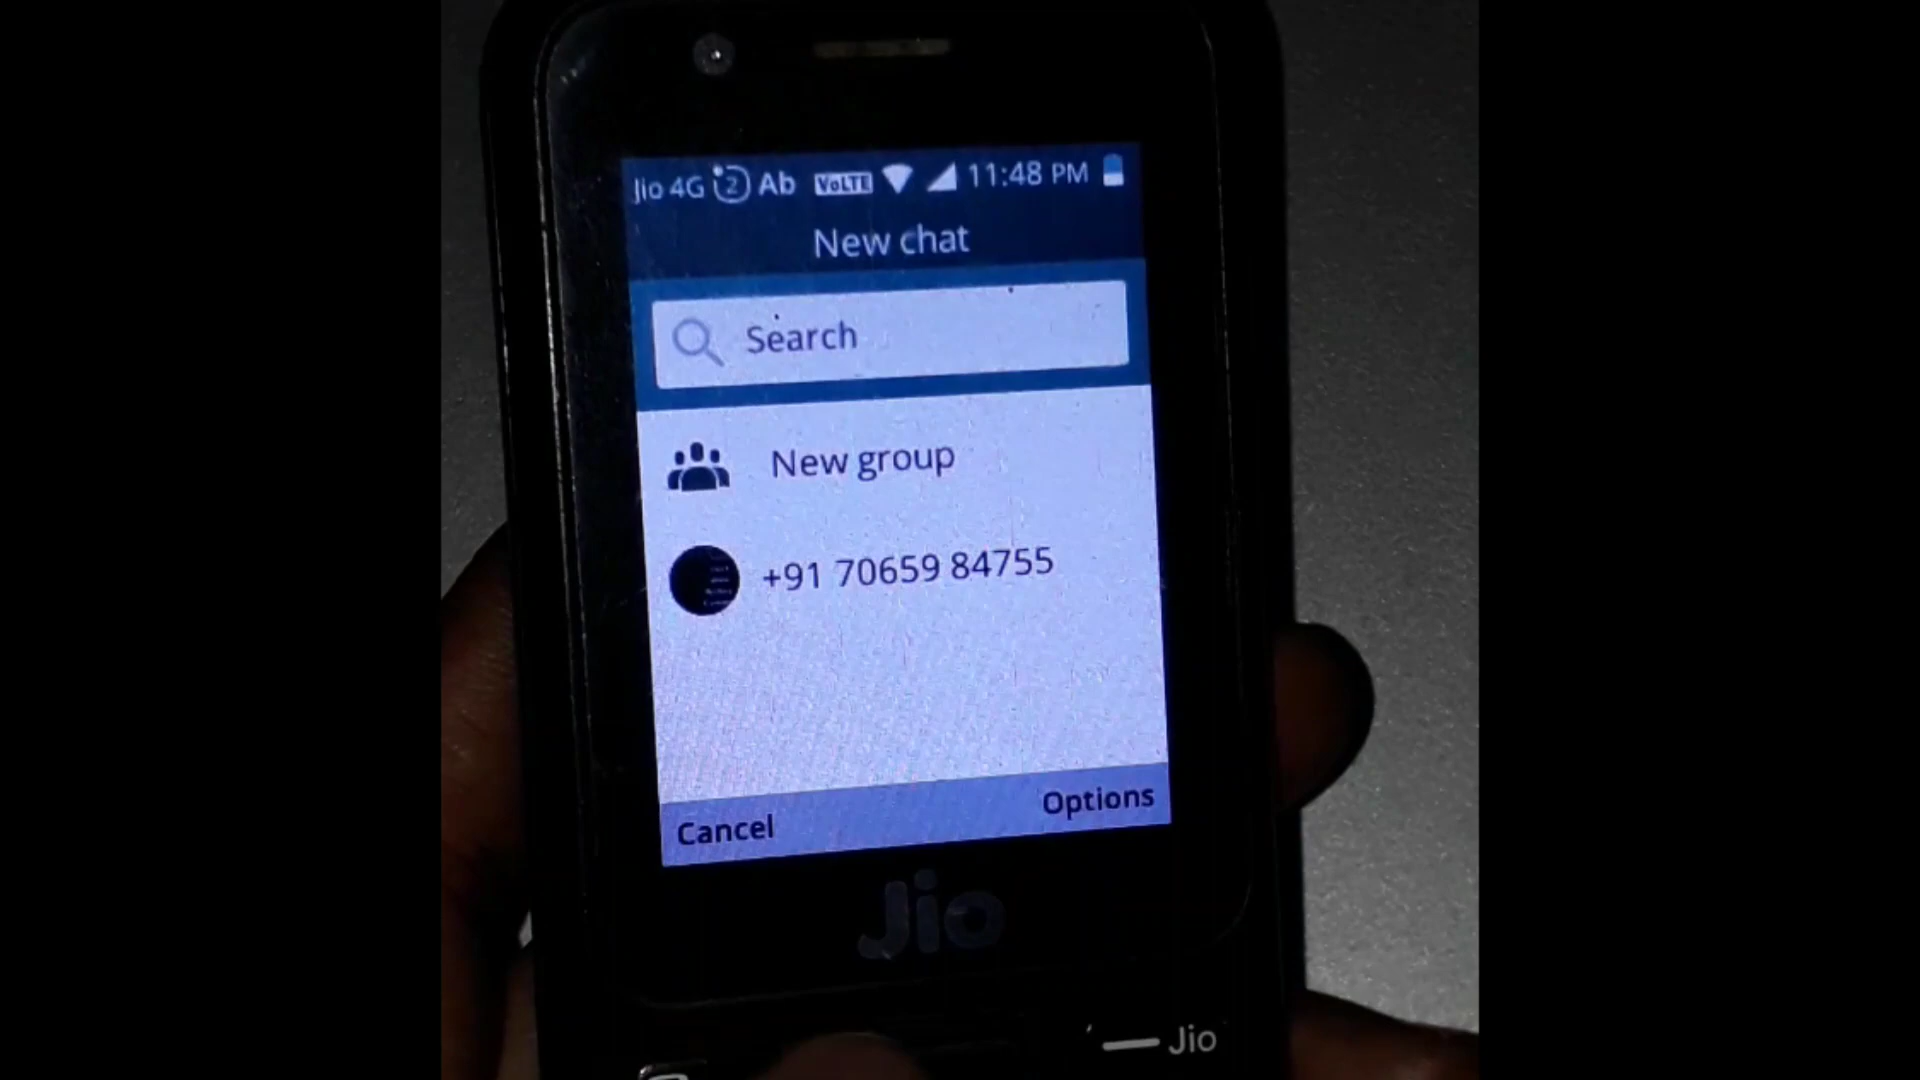 Jio 4G 2 Ab VoLTE 11:48 PM
New chat
Search
New group
+91 70659 84755
Cancel Options
Jio
Jio